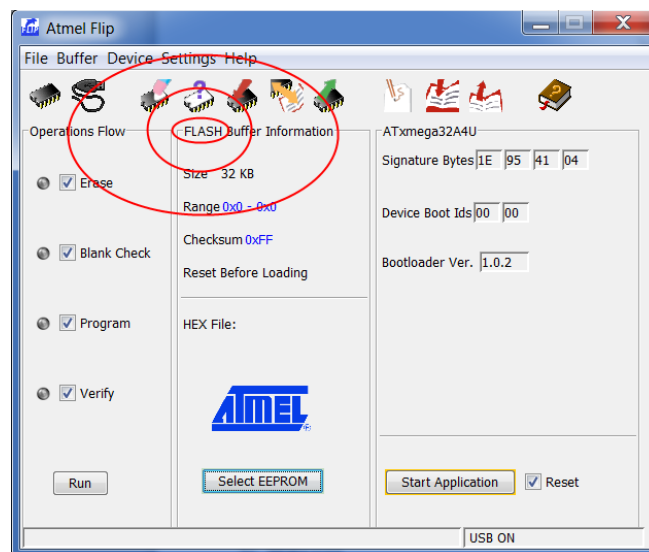 Atmel Flip
File Buffer Device Settings Help
Operations Flow
Erase
Blank Check
Program
Verify
Run
FLASH Buffer Information
Size 32 KB
Range 0x0 - 0x0
Checksum 0xFF
Reset Before Loading
HEX File:
ATMEL
Select EEPROM
ATxmega32A4U
Signature Bytes 1E 95 41 04
Device Boot Ids 00 00
Bootloader Ver. 1.0.2
Start Application
Reset
USB ON